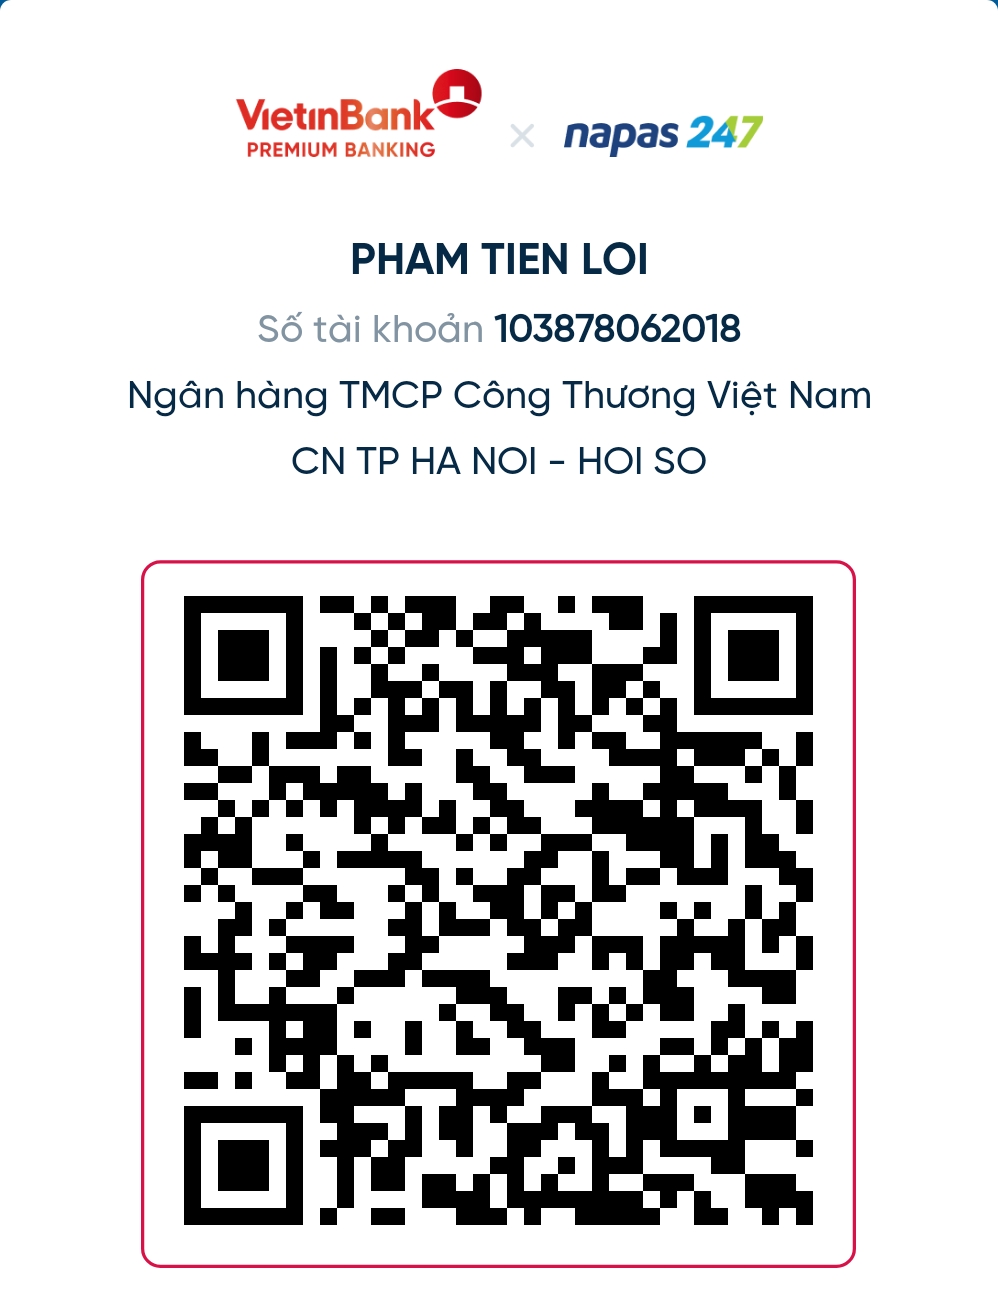 VietinBank
PREMIUM BANKING
napas 247
PHAM TIEN LOI
Số tài khoản 103878062018
Ngân hàng TMCP Công Thương Việt Nam
CN TP HA NOI - HOI SO